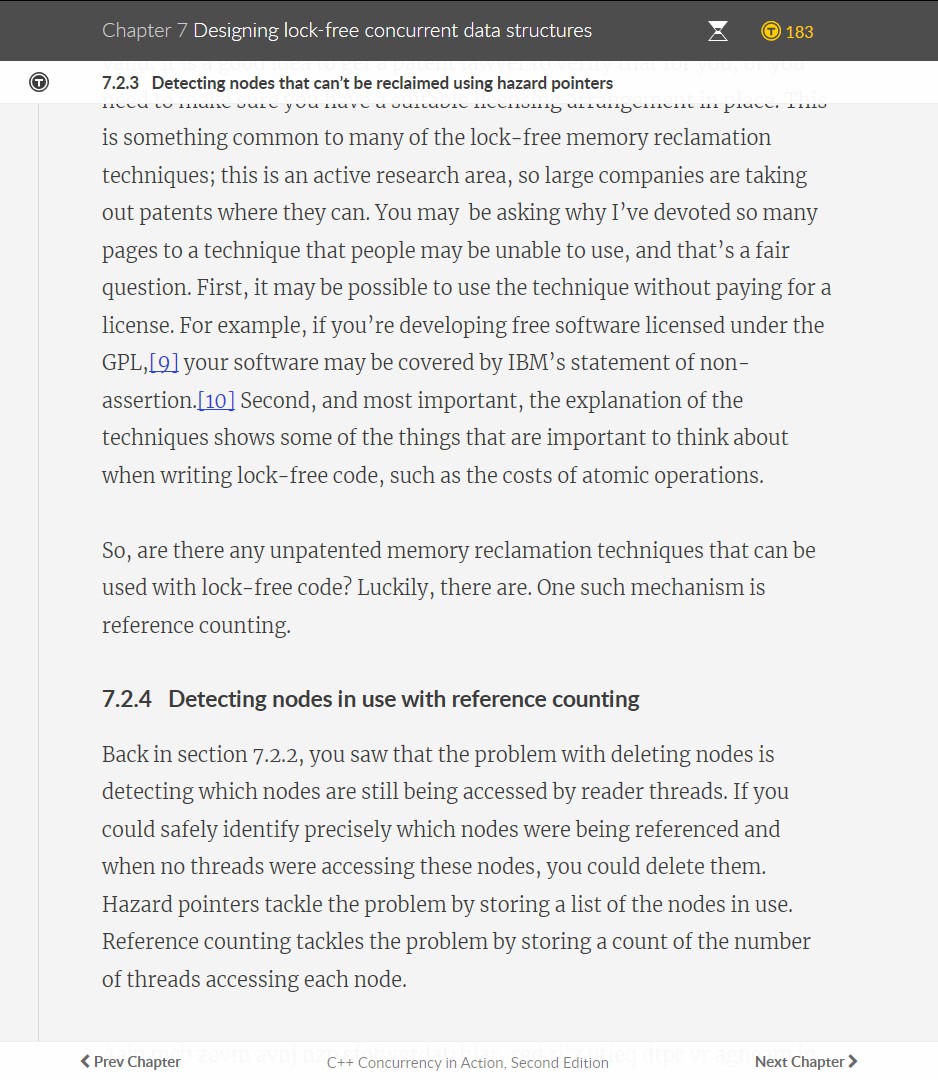 Chapter 7 Designing lock-free concurrent data structures
183
7.2.3 Detecting nodes that can't be reclaimed using hazard pointers
need to make sure you have a suitable licensing arrangement in place. This
is something common to many of the lock-free memory reclamation
techniques; this is an active research area, so large companies are taking
out patents where they can. You may be asking why I've devoted so many
pages to a technique that people may be unable to use, and that's a fair
question. First, it may be possible to use the technique without paying for a
license. For example, if you're developing free software licensed under the
GPL,[9] your software may be covered by IBM's statement of non-
assertion.[10] Second, and most important, the explanation of the
techniques shows some of the things that are important to think about
when writing lock-free code, such as the costs of atomic operations.
So, are there any unpatented memory reclamation techniques that can be
used with lock-free code? Luckily, there are. One such mechanism is
reference counting.
7.2.4 Detecting nodes in use with reference counting
Back in section 7.2.2, you saw that the problem with deleting nodes is
detecting which nodes are still being accessed by reader threads. If you
could safely identify precisely which nodes were being referenced and
when no threads were accessing these nodes, you could delete them.
Hazard pointers tackle the problem by storing a list of the nodes in use.
Reference counting tackles the problem by storing a count of the number
of threads accessing each node.
Prev Chapter
C++ Concurrency in Action, Second Edition
Next Chapter